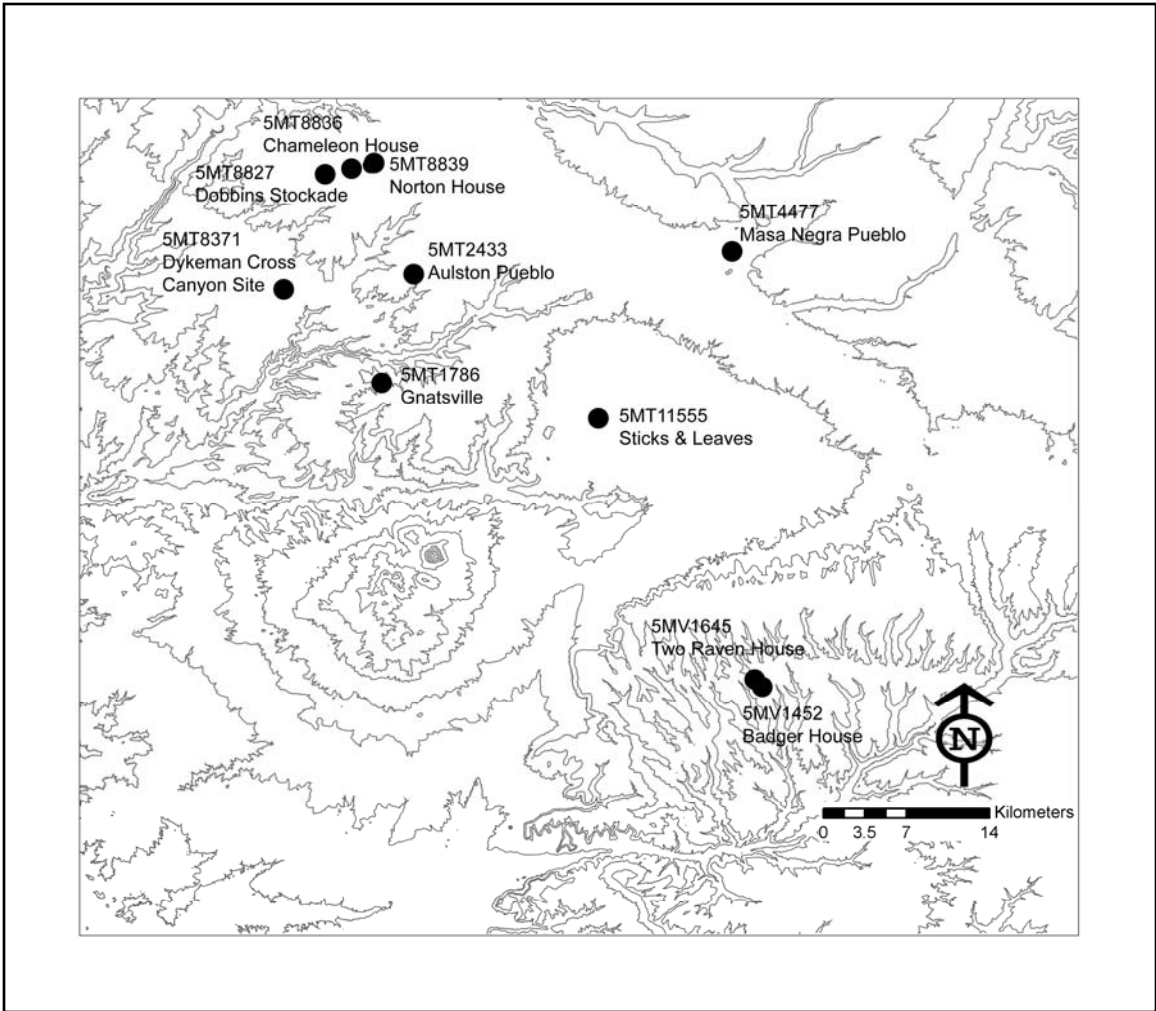 5MT8836
Chameleon House
5MT8839
Norton House
5MT8827
Dobbins Stockade
5MT4477
Masa Negra Pueblo
5MT8371
Dykeman Cross
Canyon Site
5MT2433
Aulston Pueblo
5MT1786
Gnatsville
5MT11555
Sticks & Leaves
5MV1645
Two Raven House
5MV1452
Badger House
N
Kilometers
0 3.5 7 14